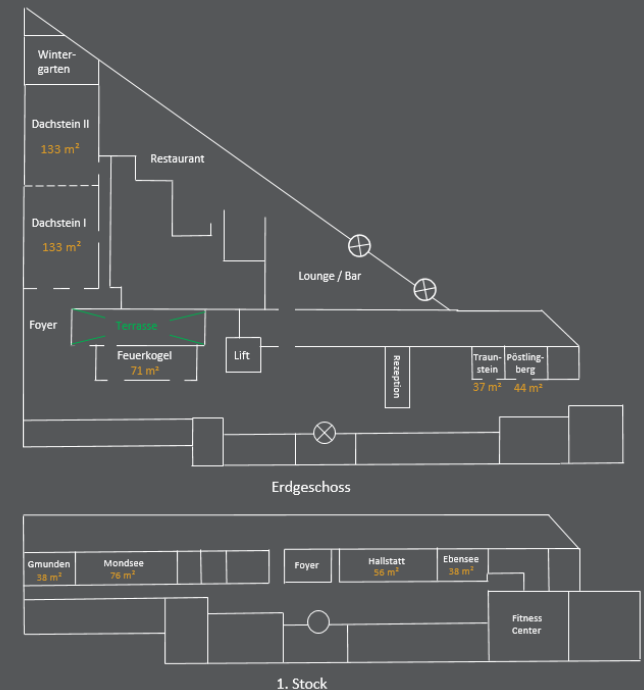 Winter-
garten
Dachstein II
133 m²
Restaurant
Dachstein I
133 m²
Lounge / Bar
Foyer
Terrasse
Feuerkogel
71 m²
Lift
Rezeption
Traun-
stein
37 m²
Pöstling-
berg
44 m²
Erdgeschoss
Gmunden
38 m²
Mondsee
76 m²
Foyer
Hallstatt
56 m²
Ebensee
38 m²
Fitness
Center
1. Stock